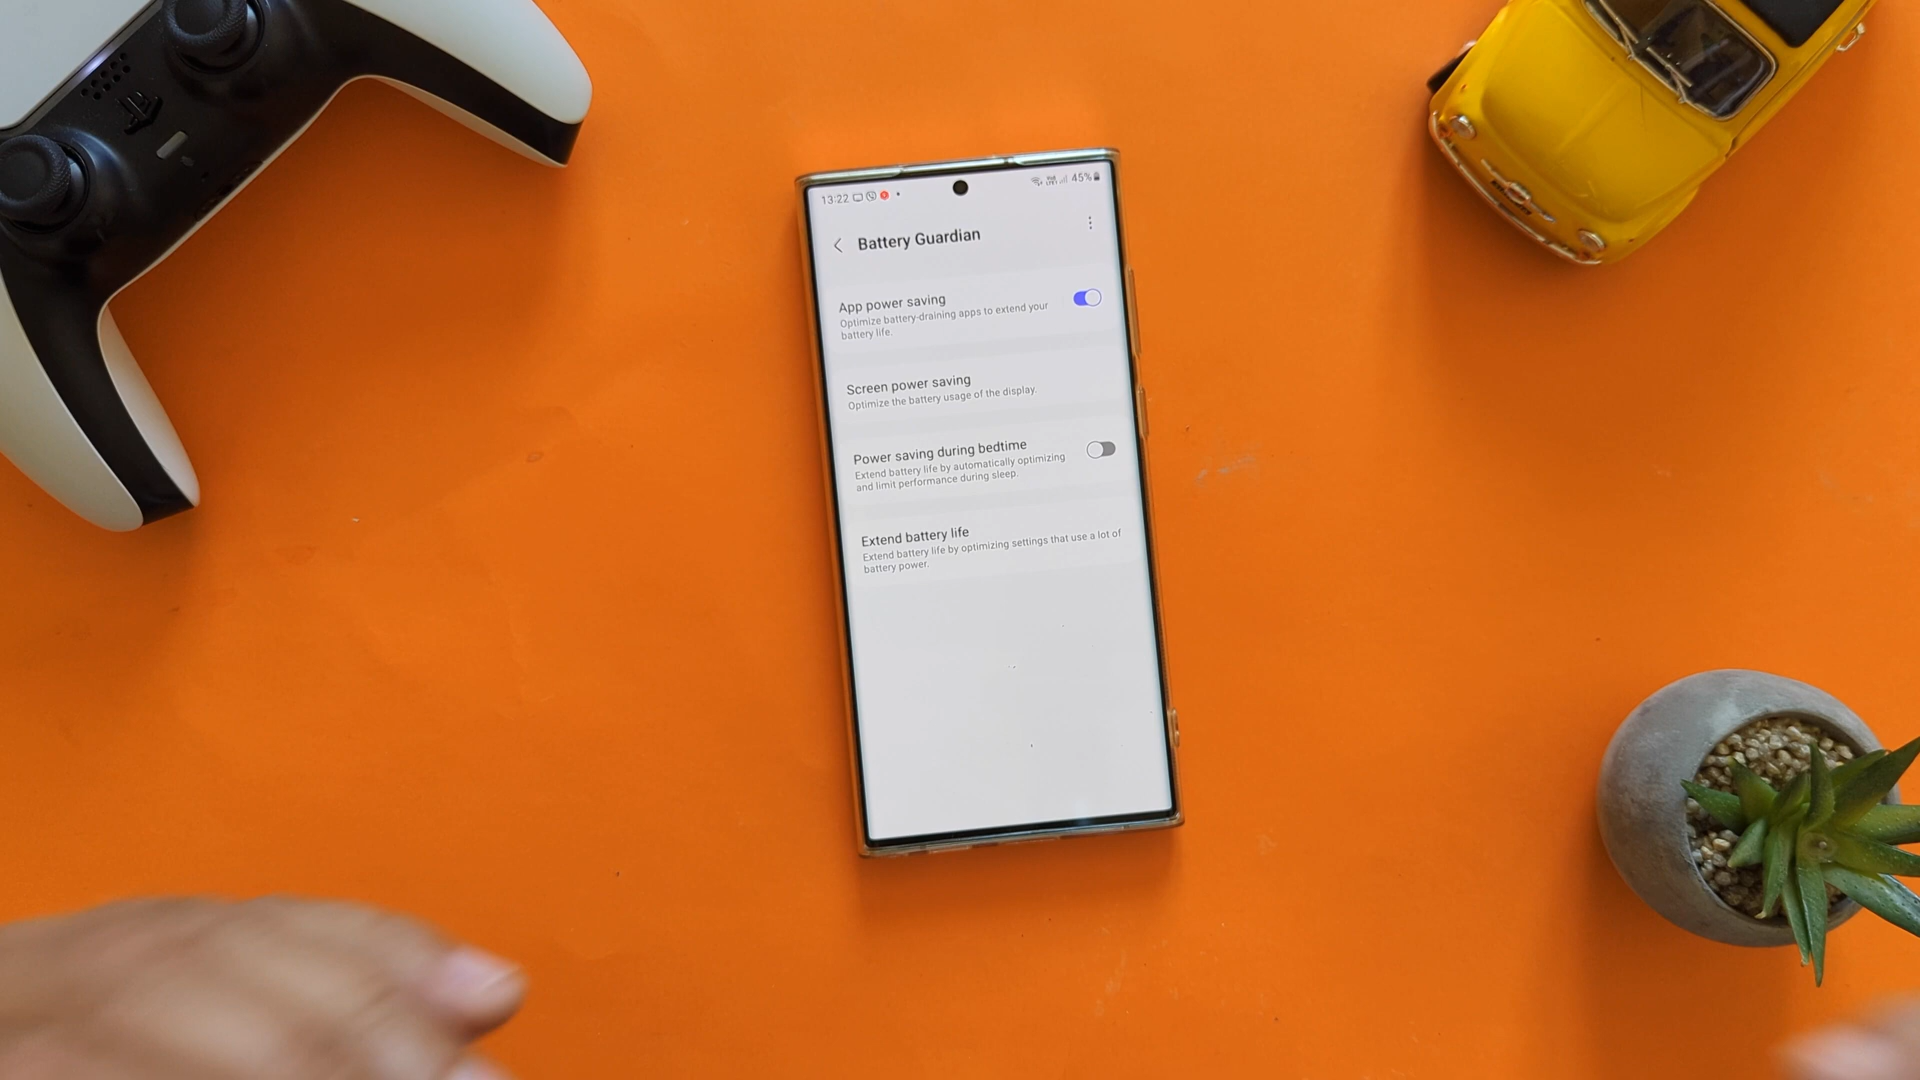 13:22
45%
Battery Guardian
App power saving
Optimize battery-draining apps to extend your
battery life.
Screen power saving
Optimize the battery usage of the display.
Power saving during bedtime
Extend battery life by automatically optimizing
and limit performance during sleep.
Extend battery life
Extend battery life by optimizing settings that use a lot of
battery power.